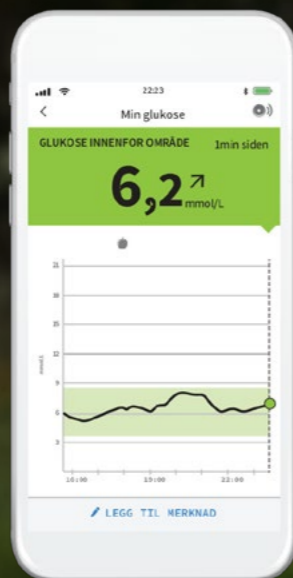 22:23
Min glukose
GLUKOSE INNENFOR OMRÅDE 1min siden
6,2 mmol/L
21
18
15
12
9
6
3
mmol/L
16:00 19:00 22:00
LEGG TIL MERKNAD